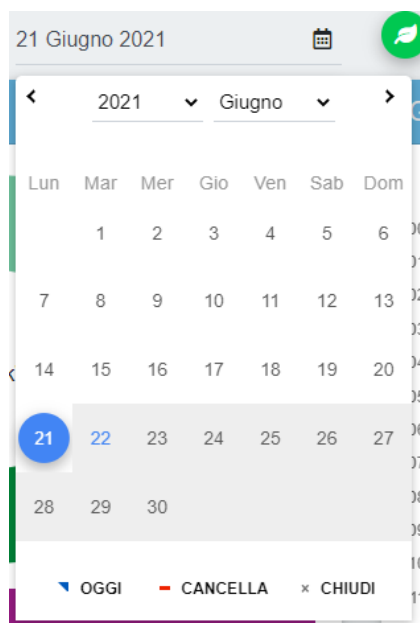 21 Giugno 2021
2021 Giugno
Lun Mar Mer Gio Ven Sab Dom
1 2 3 4 5 6
7 8 9 10 11 12 13
14 15 16 17 18 19 20
21 22 23 24 25 26 27
28 29 30
OGGI CANCELLA × CHIUDI